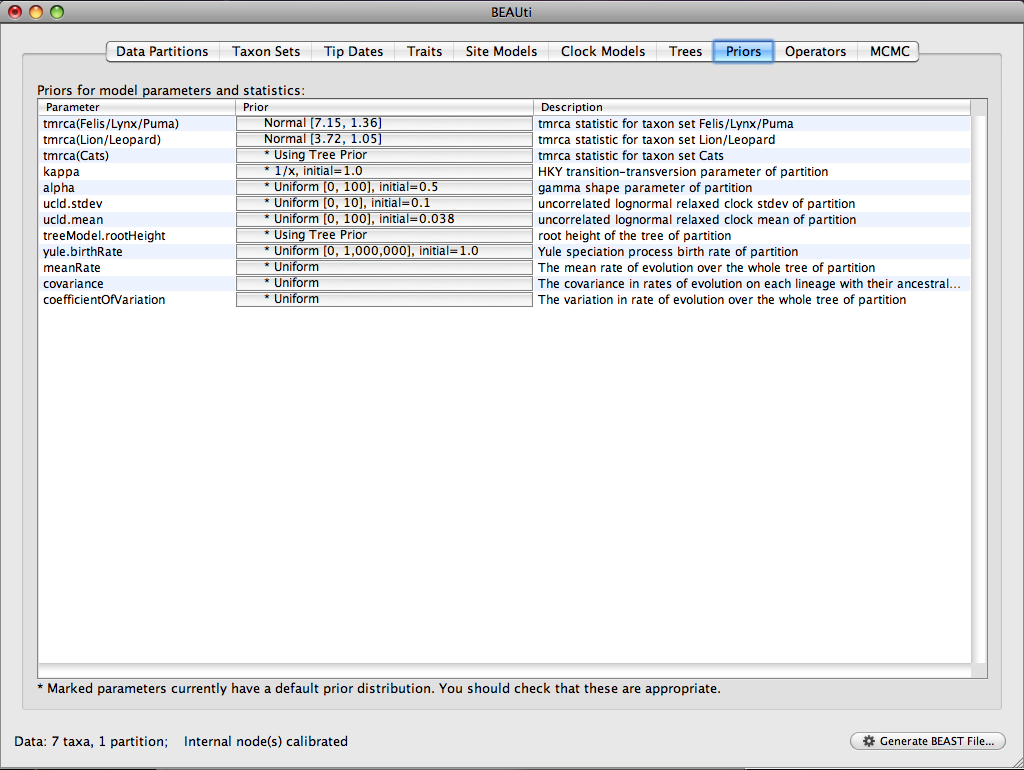 BEAUti
Data Partitions Taxon Sets Tip Dates Traits Site Models Clock Models Trees Priors Operators MCMC
Priors for model parameters and statistics:
Parameter Prior Description
tmrca(Felis/Lynx/Puma) Normal [7.15, 1.36] tmrca statistic for taxon set Felis/Lynx/Puma
tmrca(Lion/Leopard) Normal [3.72, 1.05] tmrca statistic for taxon set Lion/Leopard
tmrca(Cats) * Using Tree Prior tmrca statistic for taxon set Cats
kappa * 1/x, initial=1.0 HKY transition-transversion parameter of partition
alpha * Uniform [0, 100], initial=0.5 gamma shape parameter of partition
ucld.stdev * Uniform [0, 10], initial=0.1 uncorrelated lognormal relaxed clock stdev of partition
ucld.mean * Uniform [0, 100], initial=0.038 uncorrelated lognormal relaxed clock mean of partition
treeModel.rootHeight * Using Tree Prior root height of the tree of partition
yule.birthRate * Uniform [0, 1,000,000], initial=1.0 Yule speciation process birth rate of partition
meanRate * Uniform The mean rate of evolution over the whole tree of partition
covariance * Uniform The covariance in rates of evolution on each lineage with their ancestral...
coefficientOfVariation * Uniform The variation in rate of evolution over the whole tree of partition
* Marked parameters currently have a default prior distribution. You should check that these are appropriate.
Data: 7 taxa, 1 partition; Internal node(s) calibrated Generate BEAST File...